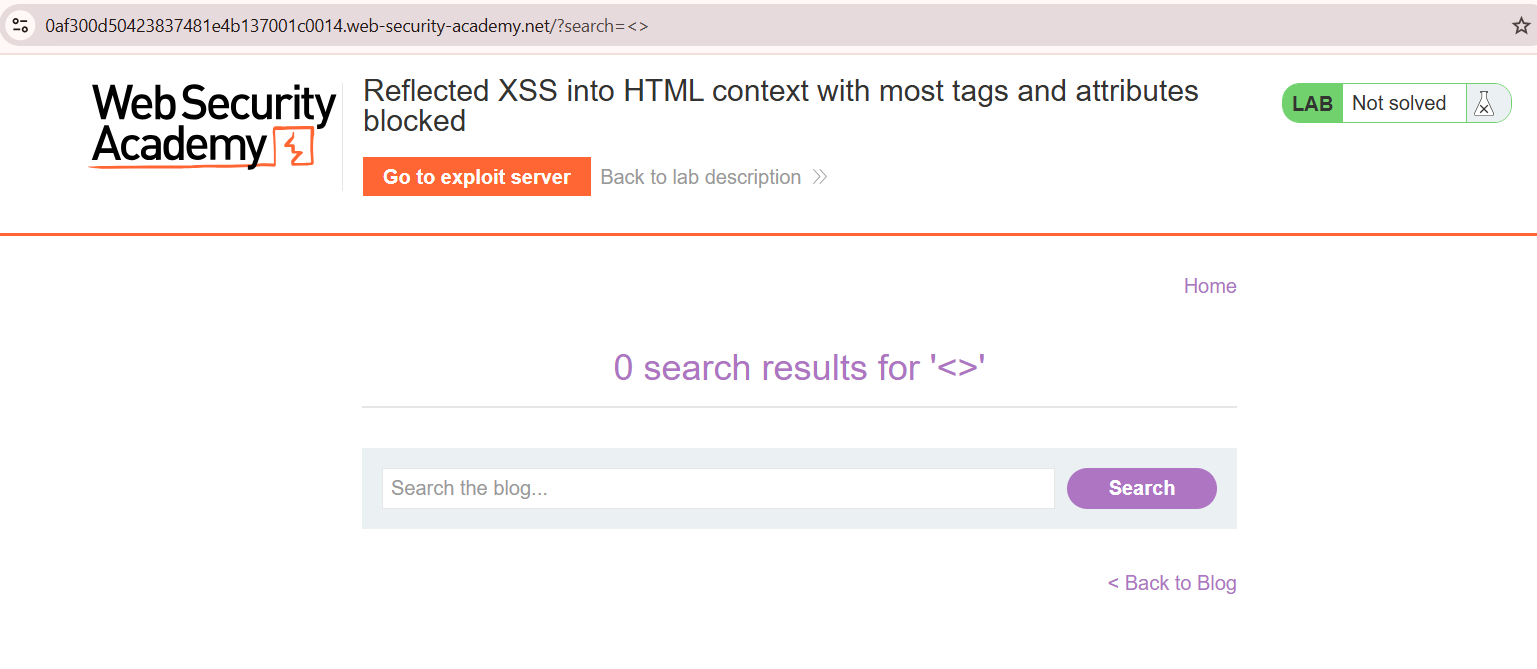 0af300d50423837481e4b137001c0014.web-security-academy.net/?search=<>
Web Security
Academy
Reflected XSS into HTML context with most tags and attributes
blocked
Go to exploit server
Back to lab description
LAB
Not solved
Home
0 search results for '<>'
Search the blog...
Search
< Back to Blog